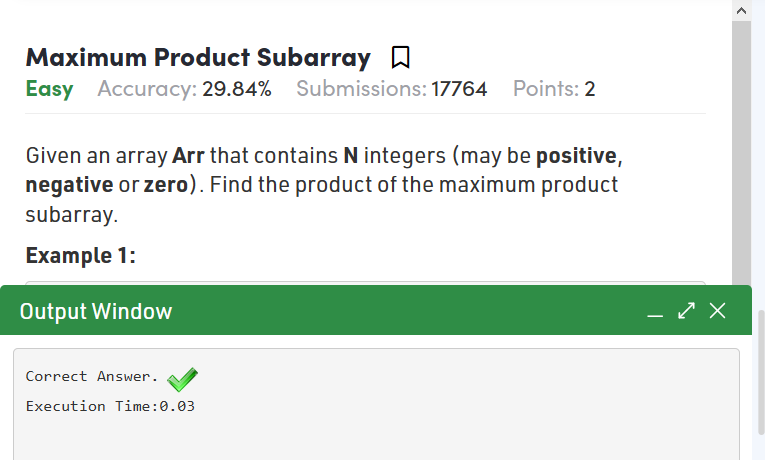 Maximum Product Subarray
Easy Accuracy: 29.84% Submissions: 17764 Points: 2
Given an array Arr that contains N integers (may be positive,
negative or zero). Find the product of the maximum product
subarray.
Example 1:
Output Window
Correct Answer.
Execution Time:0.03